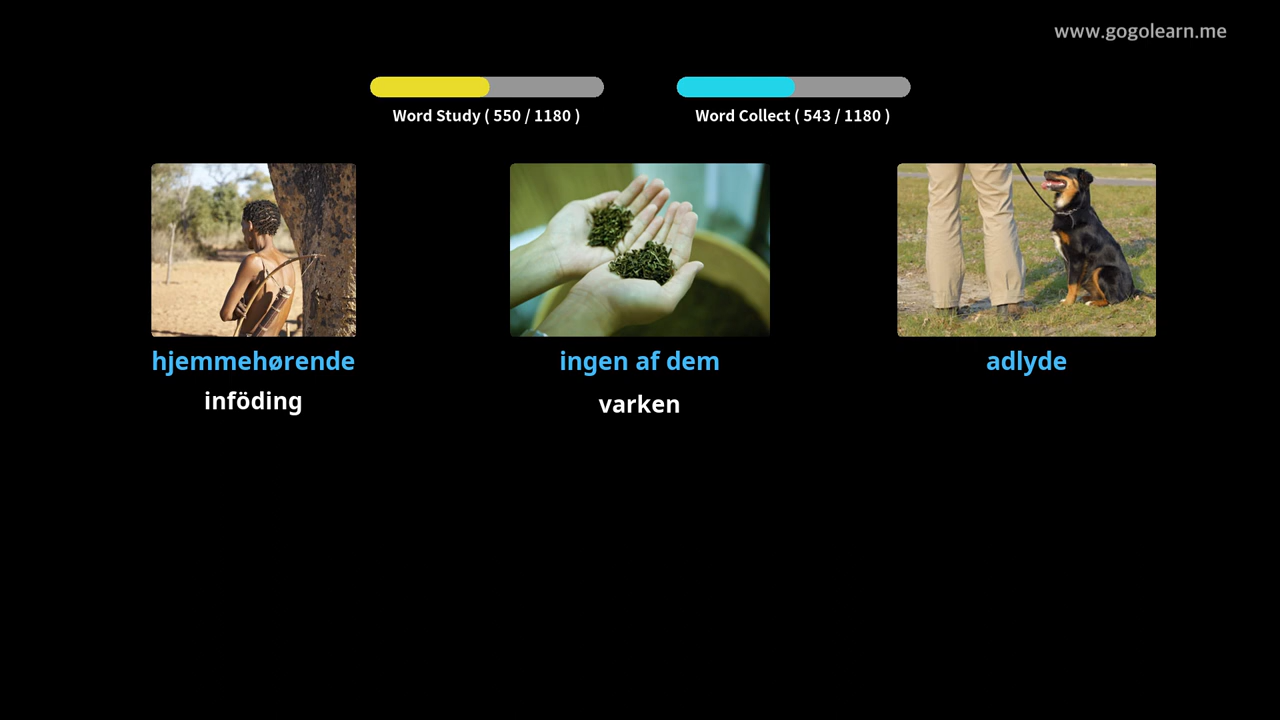 www.gogolearn.me
Word Study ( 550 / 1180 )
Word Collect ( 543 / 1180 )
hjemmehørende
ingen af dem
adlyde
inföding
varken